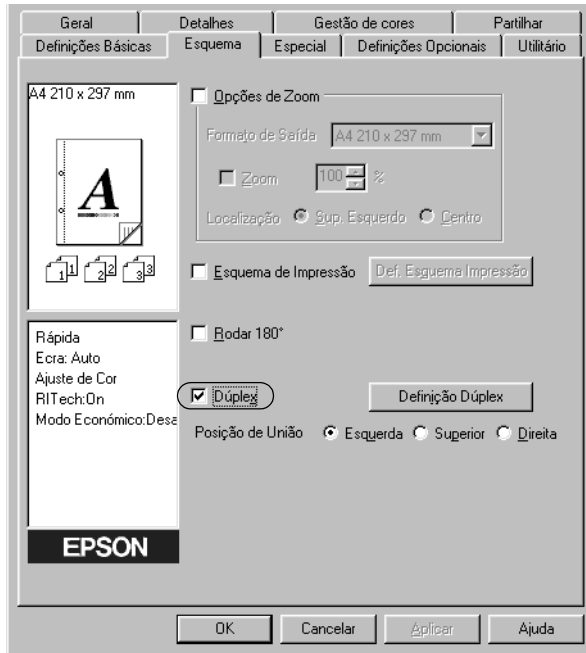 Geral Detalhes Gestão de cores Partilhar
Definições Básicas Esquema Especial Definições Opcionais Utilitário
A4 210 x 297 mm
A
1 1 2 2 3 3
Opções de Zoom
Formato de Saída A4 210 x 297 mm
Zoom 100 %
Localização Sup. Esquerdo Centro
Esquema de Impressão Def. Esquema Impressão
Rodar 180°
Dúplex Definição Dúplex
Posição de União Esquerda Superior Direita
Rápida
Ecra: Auto
Ajuste de Cor
RITech:On
Modo Económico:Desa
EPSON
OK Cancelar Aplicar Ajuda